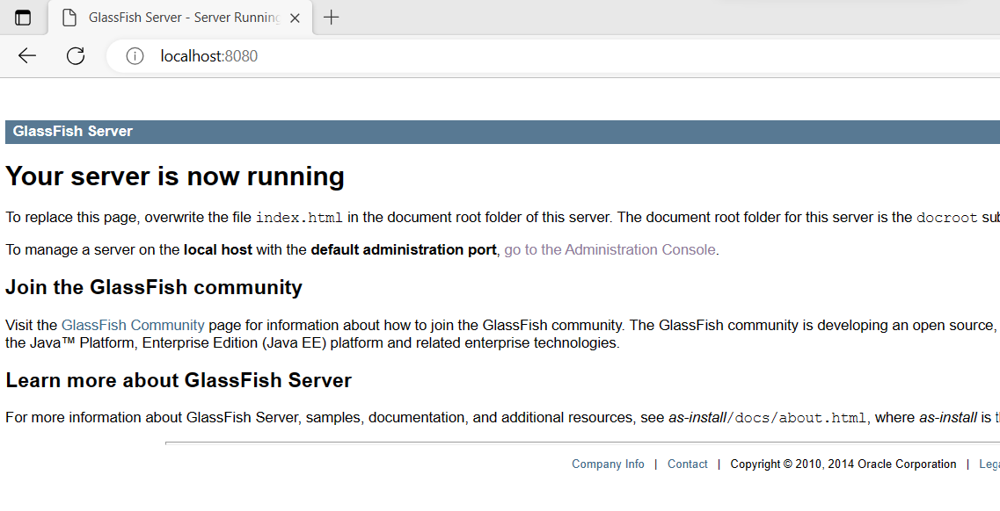 GlassFish Server - Server Running
localhost:8080
GlassFish Server
Your server is now running
To replace this page, overwrite the file index.html in the document root folder of this server. The document root folder for this server is the docroot
To manage a server on the local host with the default administration port, go to the Administration Console.
Join the GlassFish community
Visit the GlassFish Community page for information about how to join the GlassFish community. The GlassFish community is developing an open source,
the Java™ Platform, Enterprise Edition (Java EE) platform and related enterprise technologies.
Learn more about GlassFish Server
For more information about GlassFish Server, samples, documentation, and additional resources, see as-install/docs/about.html, where as-install is
Company Info | Contact | Copyright © 2010, 2014 Oracle Corporation |